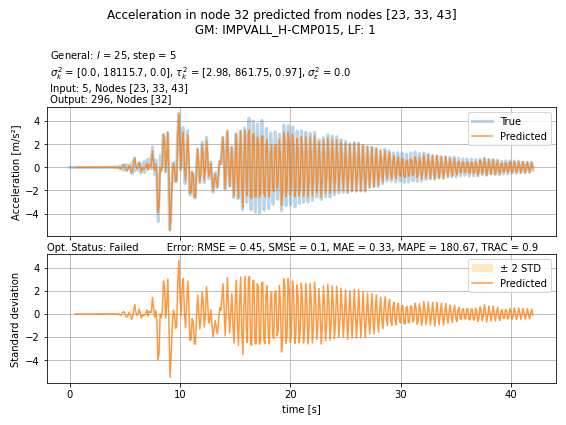 Acceleration in node 32 predicted from nodes [23, 33, 43]
GM: IMPVALL_H-CMP015, LF: 1
General: l = 25, step = 5
σ²ₖ = [0.0, 18115.7, 0.0], τ²ₖ = [2.98, 861.75, 0.97], σ²ε = 0.0
Input: 5, Nodes [23, 33, 43]
Output: 296, Nodes [32]
Acceleration [m/s²]
4
2
0
−2
−4
True
Predicted
Opt. Status: Failed Error: RMSE = 0.45, SMSE = 0.1, MAE = 0.33, MAPE = 180.67, TRAC = 0.9
Standard deviation
4
2
0
−2
−4
± 2 STD
Predicted
0 10 20 30 40
time [s]